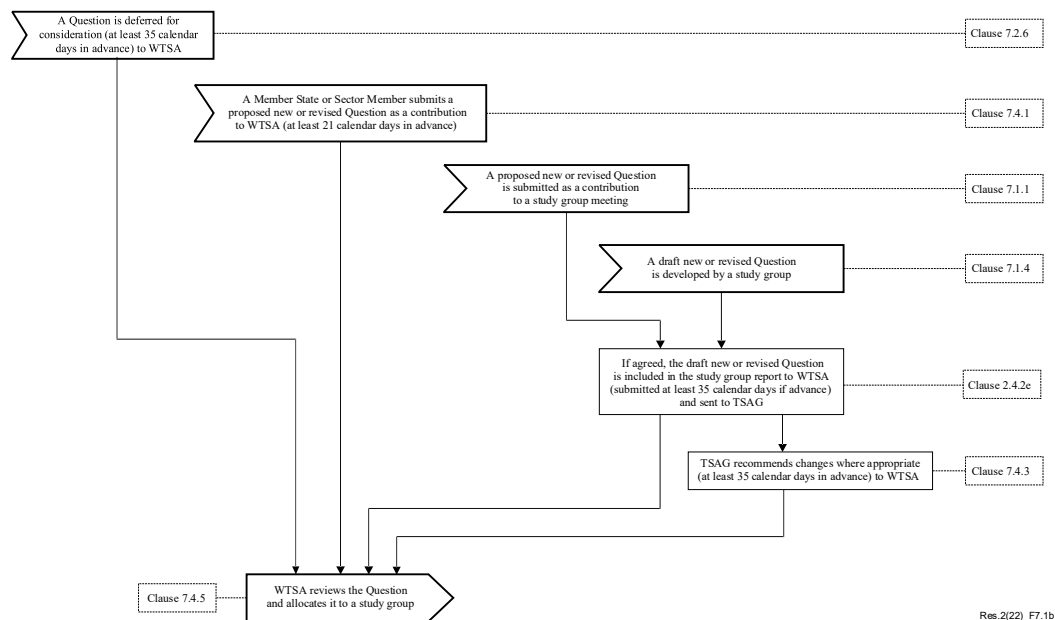 A Question is deferred for
consideration (at least 35 calendar
days in advance) to WTSA
Clause 7.2.6
A Member State or Sector Member submits a
proposed new or revised Question as a contribution
to WTSA (at least 21 calendar days in advance)
Clause 7.4.1
A proposed new or revised Question
is submitted as a contribution
to a study group meeting
Clause 7.1.1
A draft new or revised Question
is developed by a study group
Clause 7.1.4
If agreed, the draft new or revised Question
is included in the study group report to WTSA
(submitted at least 35 calendar days if advance)
and sent to TSAG
Clause 2.4.2e
TSAG recommends changes where appropriate
(at least 35 calendar days in advance) to WTSA
Clause 7.4.3
Clause 7.4.5
WTSA reviews the Question
and allocates it to a study group
Res.2(22)_F7.1b